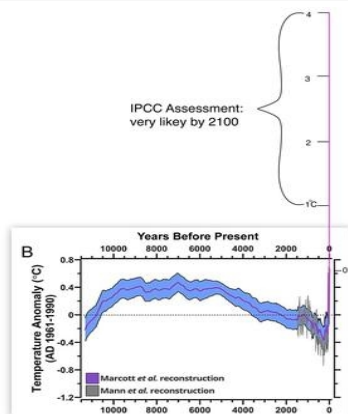 4
3
IPCC Assessment:
very likey by 2100
2
1°C
Years Before Present
B
10000 8000 6000 4000 2000 0
Temperature Anomaly (°C)
(AD 1961-1990)
0.8
0.4
0
-0.4
-0.8
-1.2
Marcott et al. reconstruction
Mann et al. reconstruction
10000 8000 6000 4000 2000 0